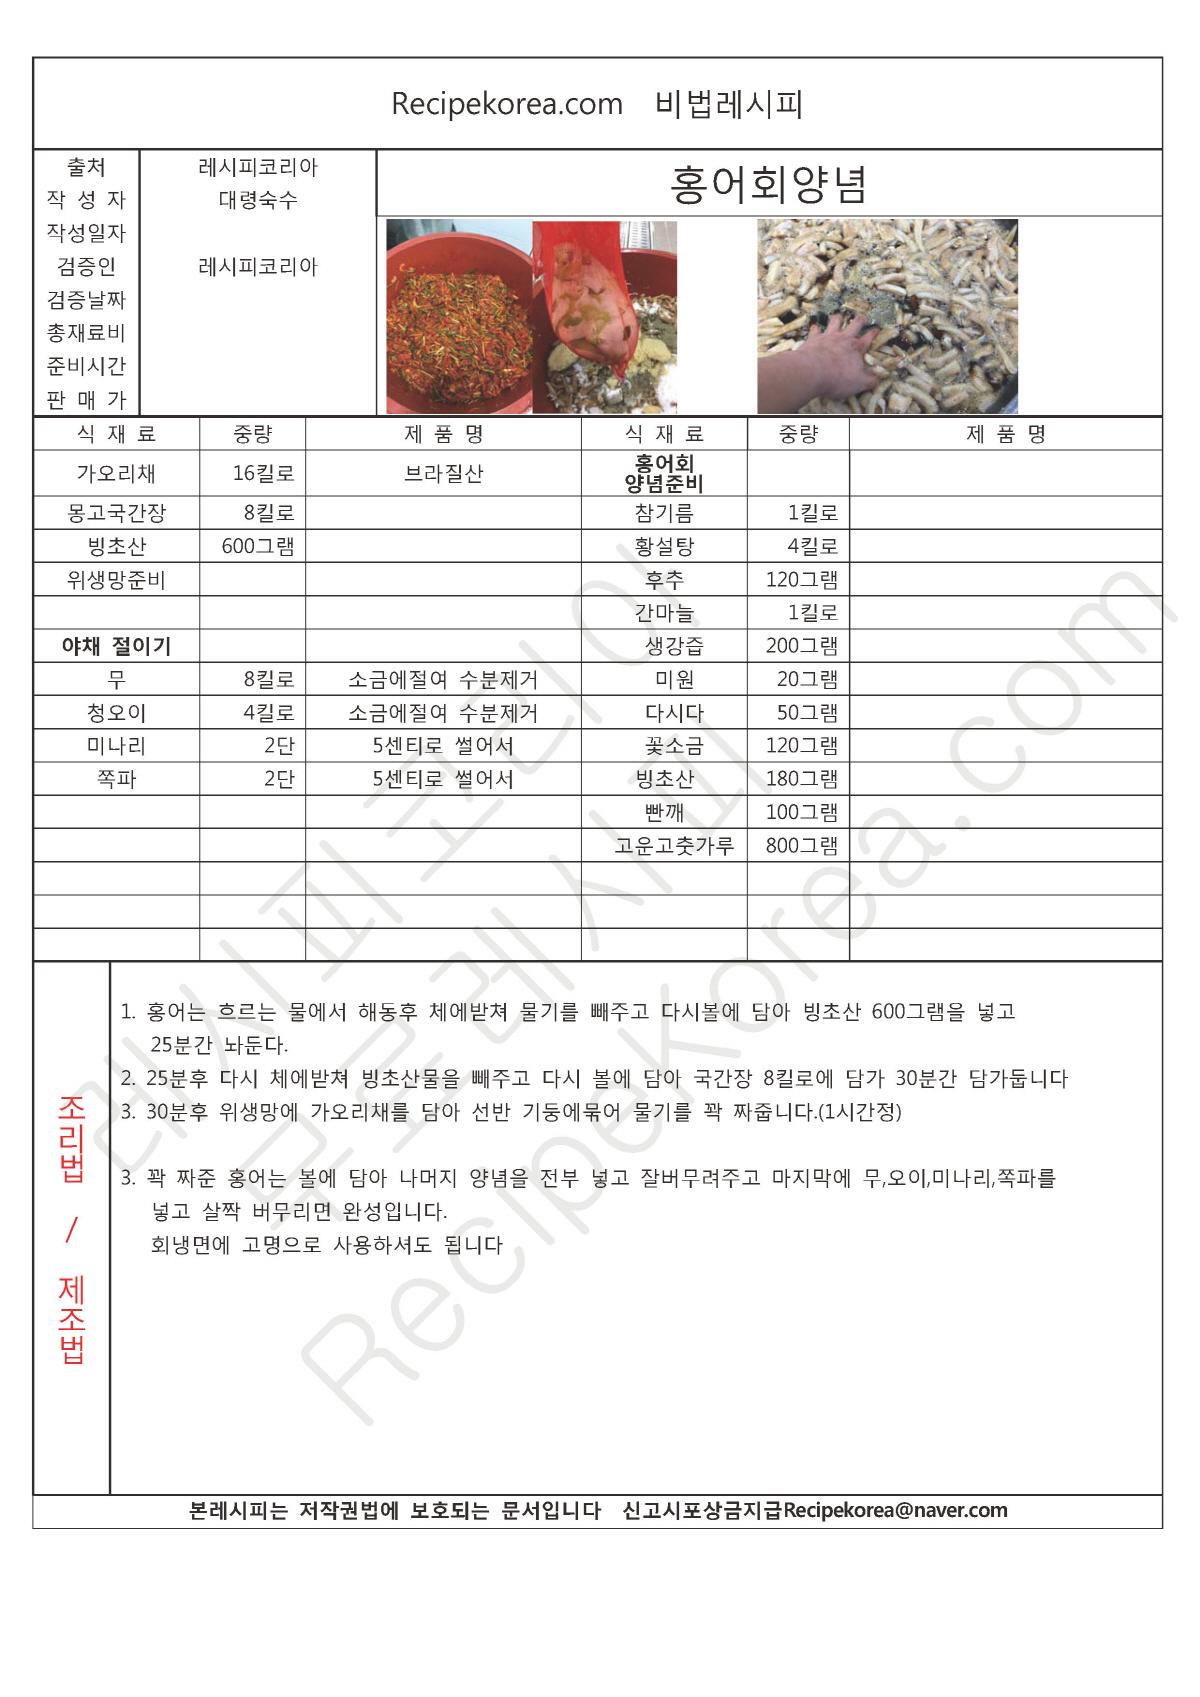 Recipekorea.com 비법레시피
출처 레시피코리아
홍어회양념
작 성 자 대령숙수
작성일자
검증인 레시피코리아
검증날짜
총재료비
준비시간
판 매 가
식 재 료 중량 제 품 명 식 재 료 중량 제 품 명
가오리채 16킬로 브라질산 홍어회
양념준비
몽고국간장 8킬로 참기름 1킬로
빙초산 600그램 황설탕 4킬로
위생망준비 후추 120그램
간마늘 1킬로
야채 절이기 생강즙 200그램
무 8킬로 소금에절여 수분제거 미원 20그램
청오이 4킬로 소금에절여 수분제거 다시다 50그램
미나리 2단 5센티로 썰어서 꽃소금 120그램
쪽파 2단 5센티로 썰어서 빙초산 180그램
빤깨 100그램
고운고춧가루 800그램
조리법 / 제조법
1. 홍어는 흐르는 물에서 해동후 체에받쳐 물기를 빼주고 다시볼에 담아 빙초산 600그램을 넣고
25분간 놔둔다.
2. 25분후 다시 체에받쳐 빙초산물을 빼주고 다시 볼에 담아 국간장 8킬로에 담가 30분간 담가둡니다
3. 30분후 위생망에 가오리채를 담아 선반 기둥에묶어 물기를 꽉 짜줍니다.(1시간정)
3. 꽉 짜준 홍어는 볼에 담아 나머지 양념을 전부 넣고 잘버무려주고 마지막에 무,오이,미나리,쪽파를
넣고 살짝 버무리면 완성입니다.
회냉면에 고명으로 사용하셔도 됩니다
본레시피는 저작권법에 보호되는 문서입니다 신고시포상금지급Recipekorea@naver.com
레시피코리아
무료레시피
Recipekorea.com